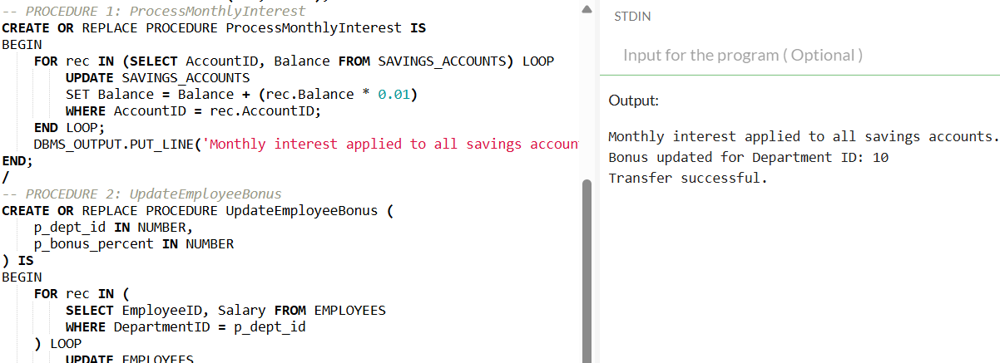 -- PROCEDURE 1: ProcessMonthlyInterest
CREATE OR REPLACE PROCEDURE ProcessMonthlyInterest IS
BEGIN
    FOR rec IN (SELECT AccountID, Balance FROM SAVINGS_ACCOUNTS) LOOP
        UPDATE SAVINGS_ACCOUNTS
        SET Balance = Balance + (rec.Balance * 0.01)
        WHERE AccountID = rec.AccountID;
    END LOOP;
    DBMS_OUTPUT.PUT_LINE('Monthly interest applied to all savings accoun
END;
/
-- PROCEDURE 2: UpdateEmployeeBonus
CREATE OR REPLACE PROCEDURE UpdateEmployeeBonus (
    p_dept_id IN NUMBER,
    p_bonus_percent IN NUMBER
) IS
BEGIN
    FOR rec IN (
        SELECT EmployeeID, Salary FROM EMPLOYEES
        WHERE DepartmentID = p_dept_id
    ) LOOP
        UPDATE EMPLOYEES
STDIN
Input for the program ( Optional )
Output:
Monthly interest applied to all savings accounts.
Bonus updated for Department ID: 10
Transfer successful.